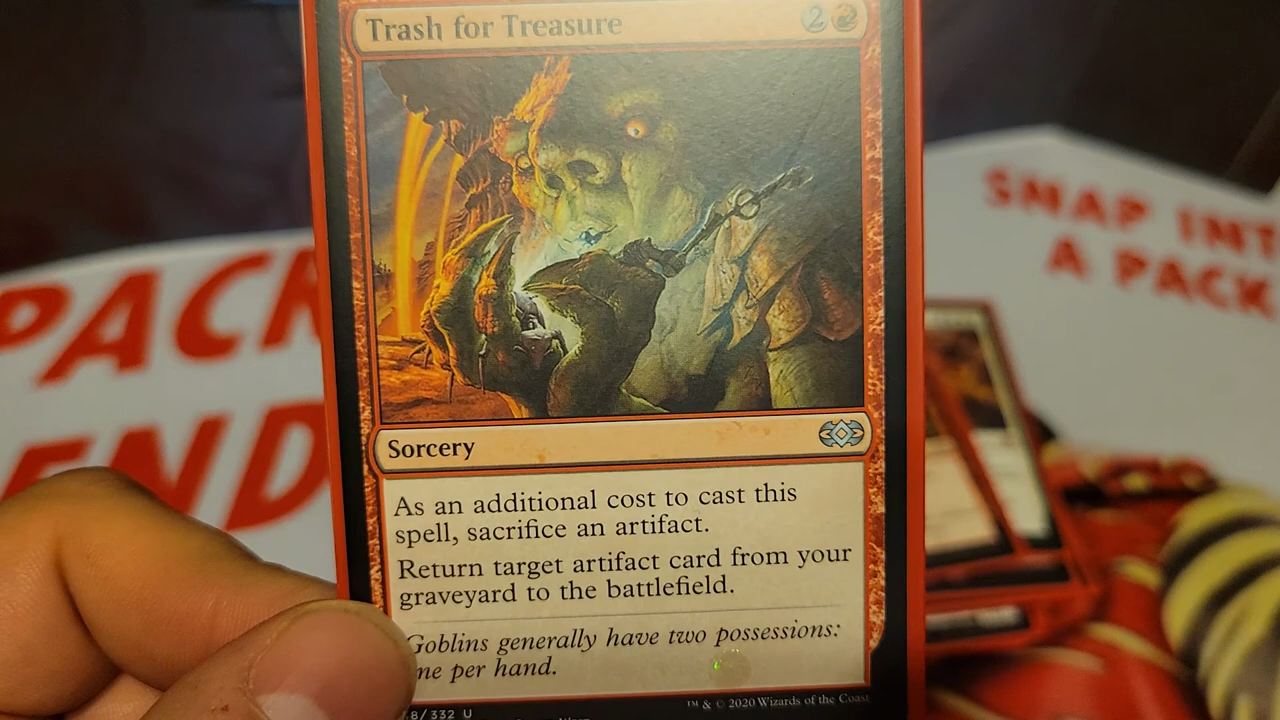 Trash for Treasure 2
PACK
END
SNAP INT
A PACK
Sorcery
As an additional cost to cast this
spell, sacrifice an artifact.
Return target artifact card from your
graveyard to the battlefield.
Goblins generally have two possessions:
ne per hand.
™ & © 2020 Wizards of the Coast
8/332 U